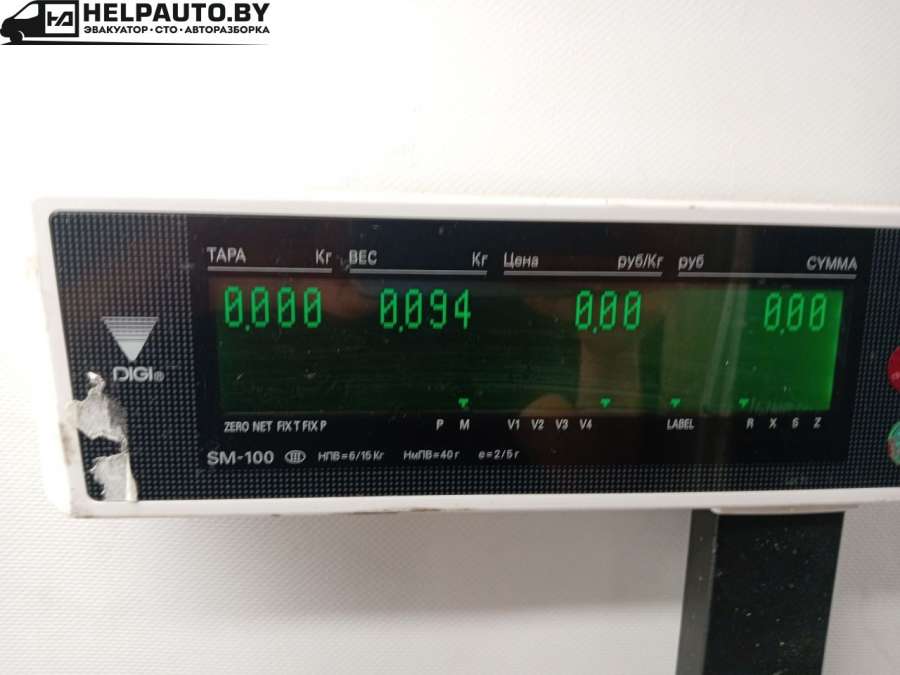 HELPAUTO.BY
ЭВАКУАТОР · СТО · АВТОРАЗБОРКА
ТАРА Кг ВЕС Кг Цена руб/Кг руб СУММА
0,000 0,094 0,00 0,00
DIGI®
ZERO NET FIX T FIX P P M V1 V2 V3 V4 LABEL R X S Z
SM-100 III НПВ=6/15 Кг НмПВ=40 г e=2/5 г